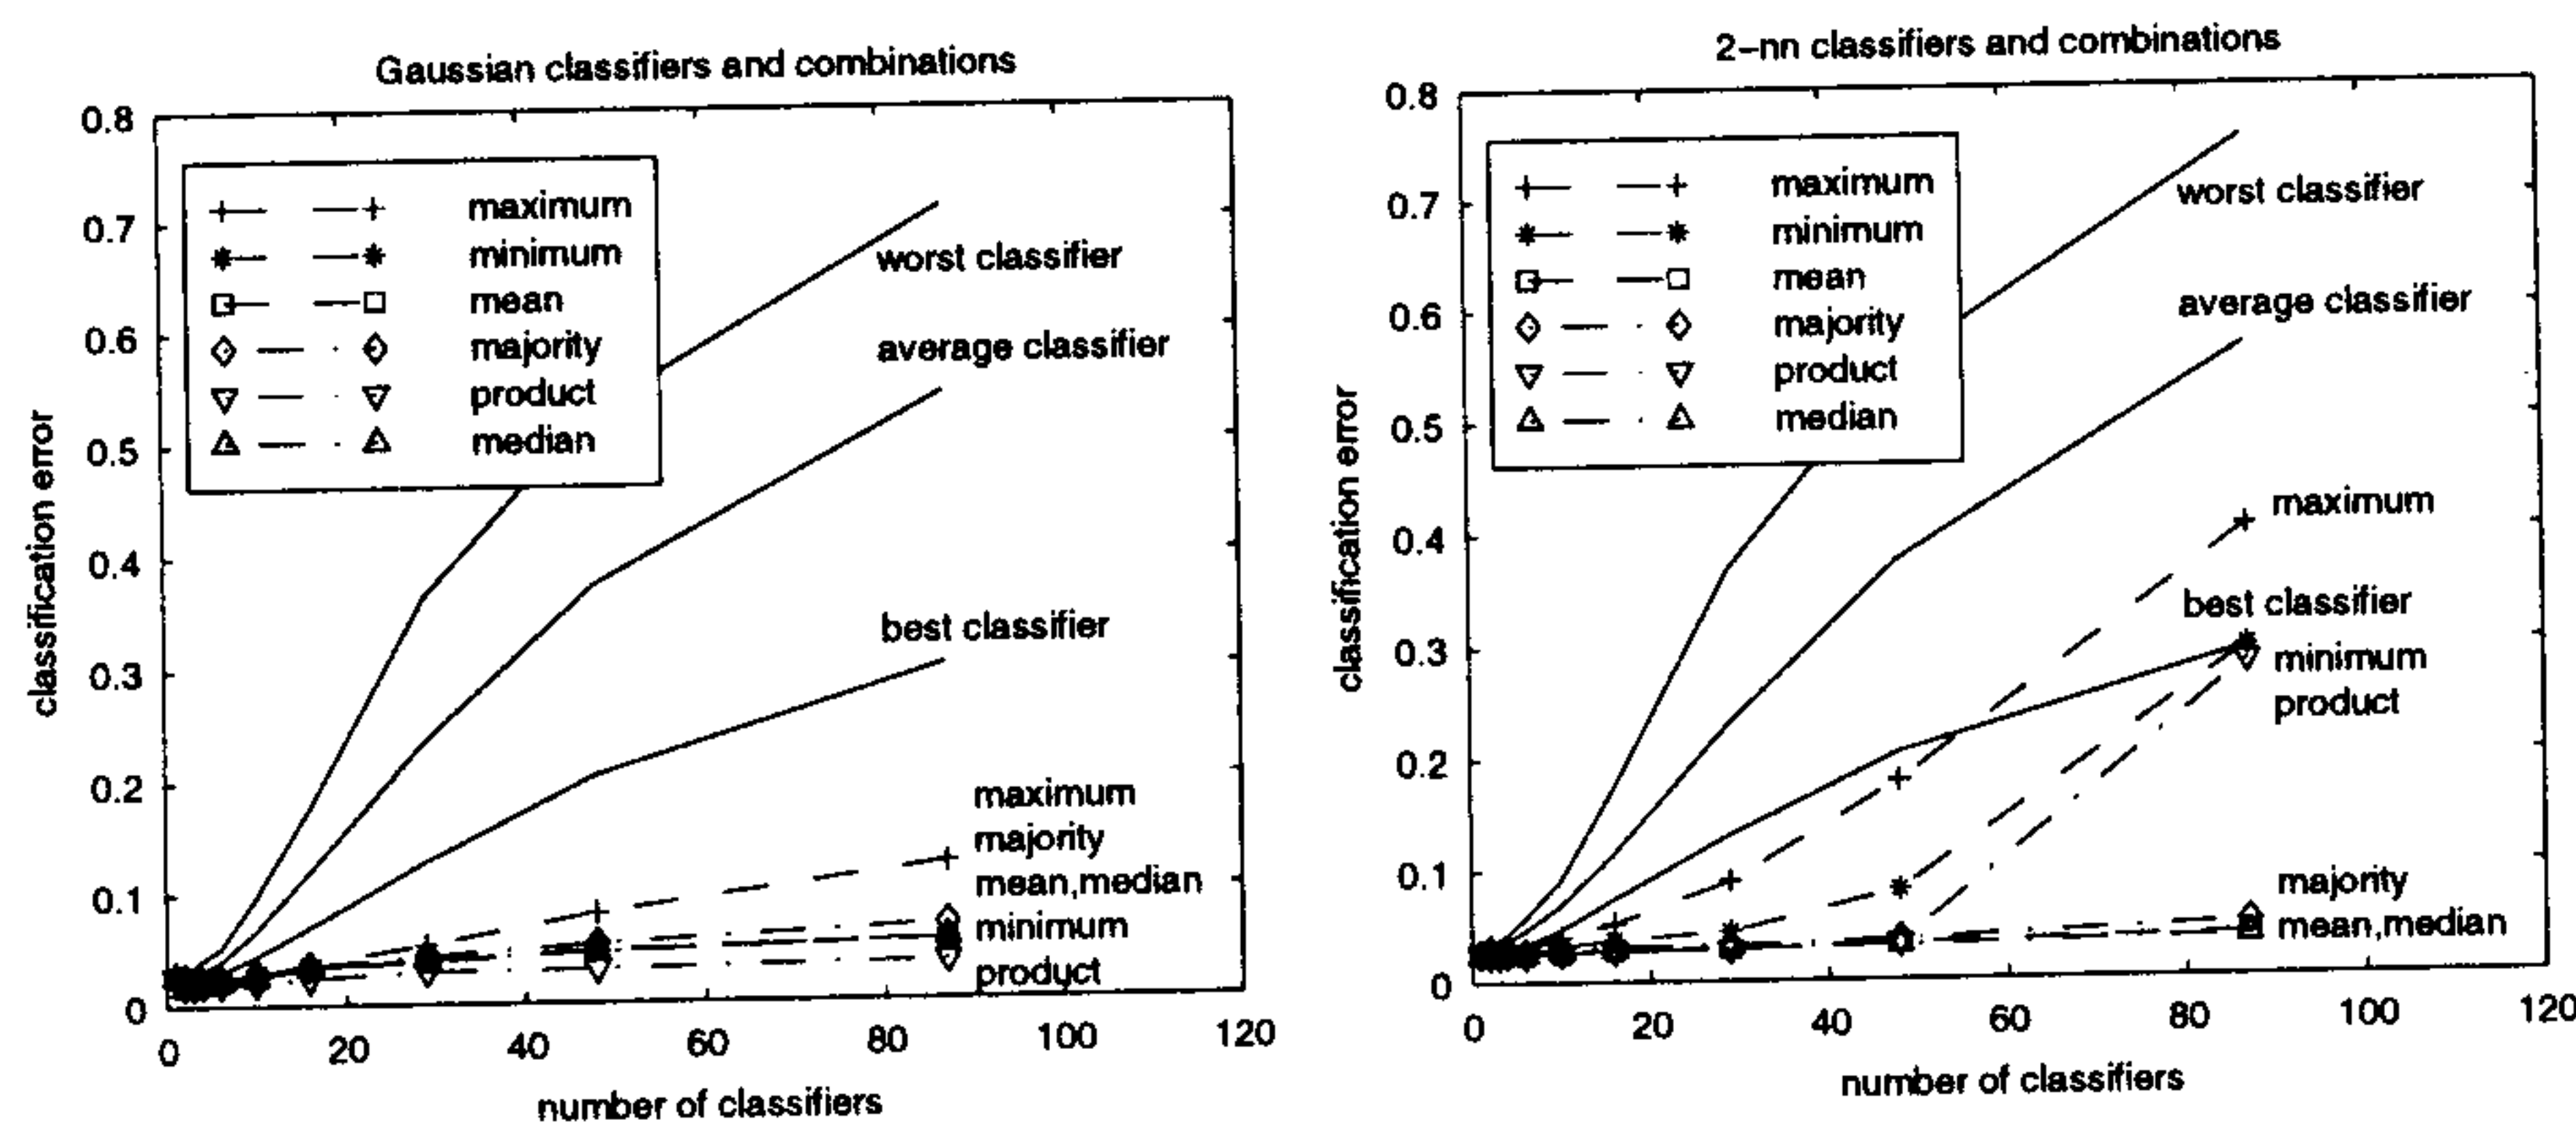 Gaussian classifiers and combinations
0.8
0.7
0.6
0.5
0.4
0.3
0.2
0.1
0
classification error
maximum
minimum
mean
majority
product
median
worst classifier
average classifier
best classifier
maximum
majority
mean,median
minimum
product
0 20 40 60 80 100 120
number of classifiers
2-nn classifiers and combinations
0.8
0.7
0.6
0.5
0.4
0.3
0.2
0.1
0
classification error
maximum
minimum
mean
majority
product
median
worst classifier
average classifier
maximum
best classifier
minimum
product
majority
mean,median
0 20 40 60 80 100 120
number of classifiers